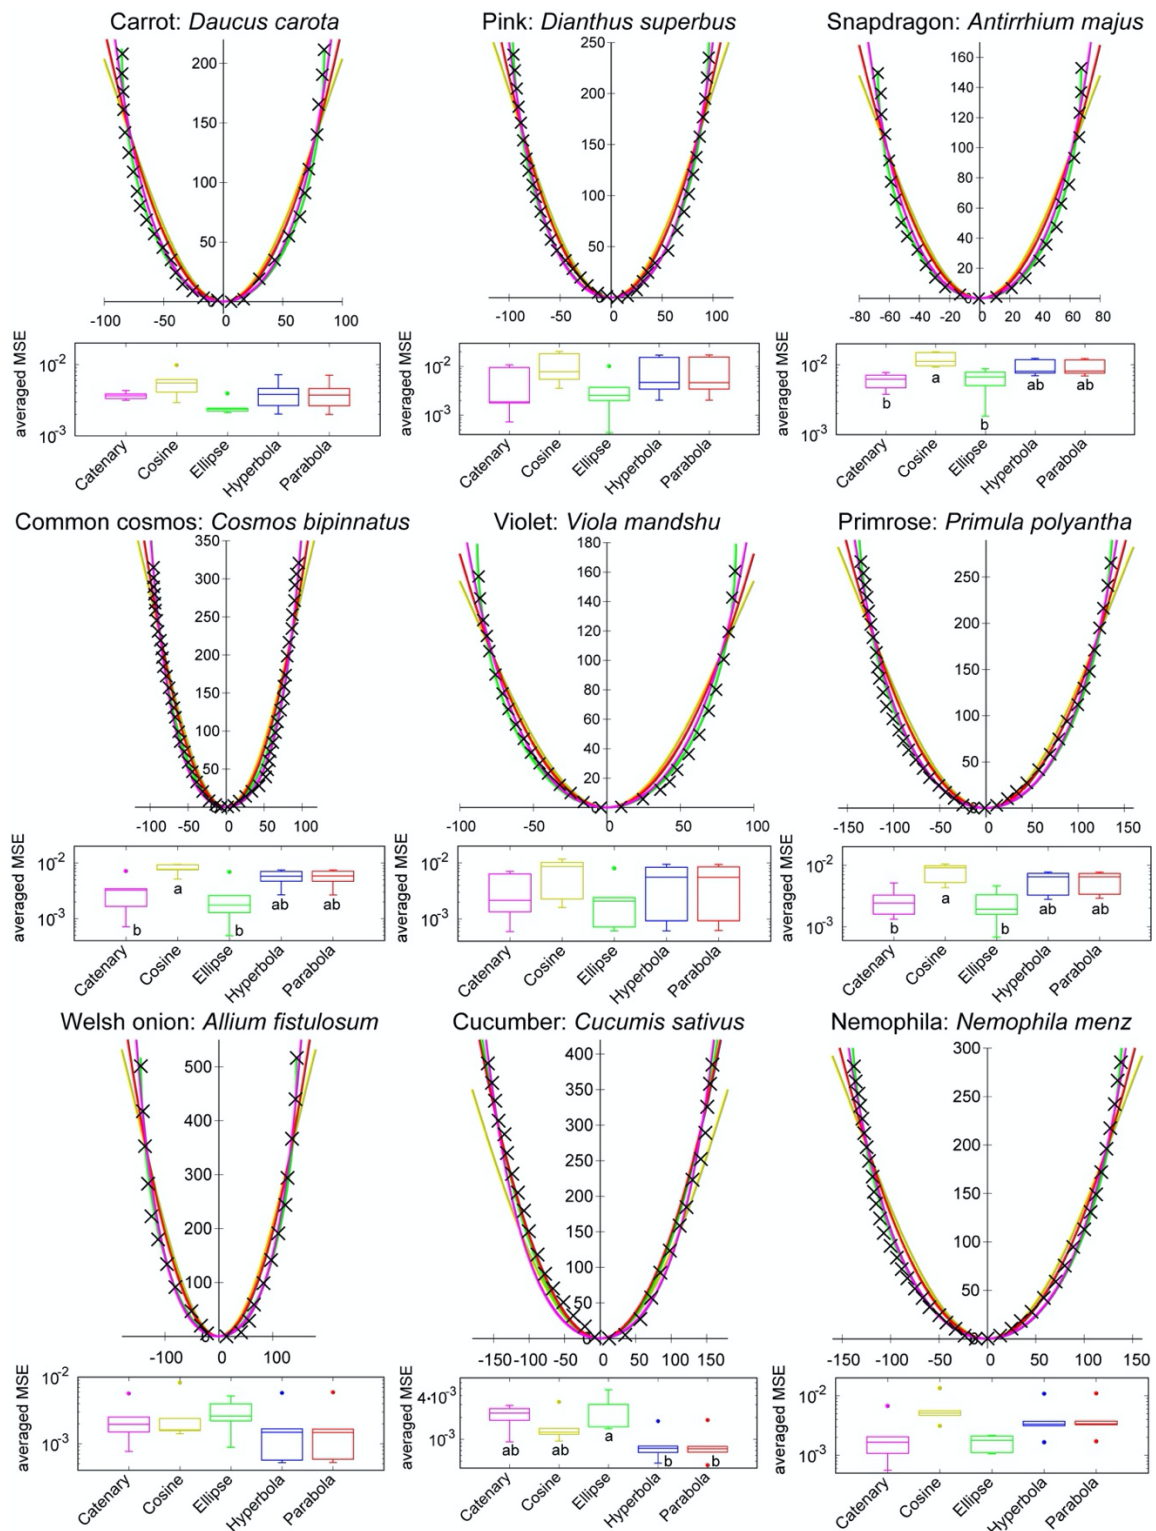 Carrot: Daucus carota
Pink: Dianthus superbus
Snapdragon: Antirrhium majus
200
150
100
50
-100 -50 0 50 100
250
200
150
100
50
-100 -50 0 50 100
160
140
120
100
80
60
40
20
-80 -60 -40 -20 0 20 40 60 80
averaged MSE
10-2
10-3
Catenary
Cosine
Ellipse
Hyperbola
Parabola
averaged MSE
10-2
10-3
Catenary
Cosine
Ellipse
Hyperbola
Parabola
averaged MSE
10-2
10-3
b a b ab ab
Catenary
Cosine
Ellipse
Hyperbola
Parabola
Common cosmos: Cosmos bipinnatus
Violet: Viola mandshu
Primrose: Primula polyantha
350
300
250
200
150
100
50
-100 -50 0 50 100
180
160
140
120
100
80
60
40
20
-100 -50 0 50 100
250
200
150
100
50
-150 -100 -50 0 50 100 150
averaged MSE
10-2
10-3
b a b ab ab
Catenary
Cosine
Ellipse
Hyperbola
Parabola
averaged MSE
10-2
10-3
Catenary
Cosine
Ellipse
Hyperbola
Parabola
averaged MSE
10-2
10-3
b a b ab ab
Catenary
Cosine
Ellipse
Hyperbola
Parabola
Welsh onion: Allium fistulosum
Cucumber: Cucumis sativus
Nemophila: Nemophila menz
500
400
300
200
100
-100 0 100
400
350
300
250
200
150
100
50
-150 -100 -50 0 50 100 150
300
250
200
150
100
50
-150 -100 -50 0 50 100 150
averaged MSE
10-2
10-3
Catenary
Cosine
Ellipse
Hyperbola
Parabola
averaged MSE
4•10-3
10-3
ab ab a b b
Catenary
Cosine
Ellipse
Hyperbola
Parabola
averaged MSE
10-2
10-3
Catenary
Cosine
Ellipse
Hyperbola
Parabola